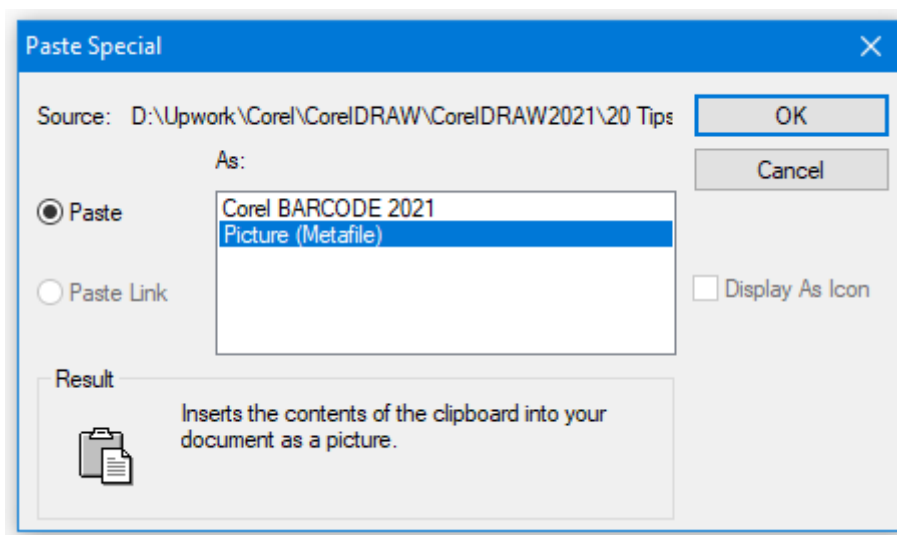 Paste Special
Source: D:\Upwork\Corel\CorelDRAW\CorelDRAW2021\20 Tips
OK
As:
Cancel
Paste
Corel BARCODE 2021
Picture (Metafile)
Paste Link
Display As Icon
Result
Inserts the contents of the clipboard into your
document as a picture.